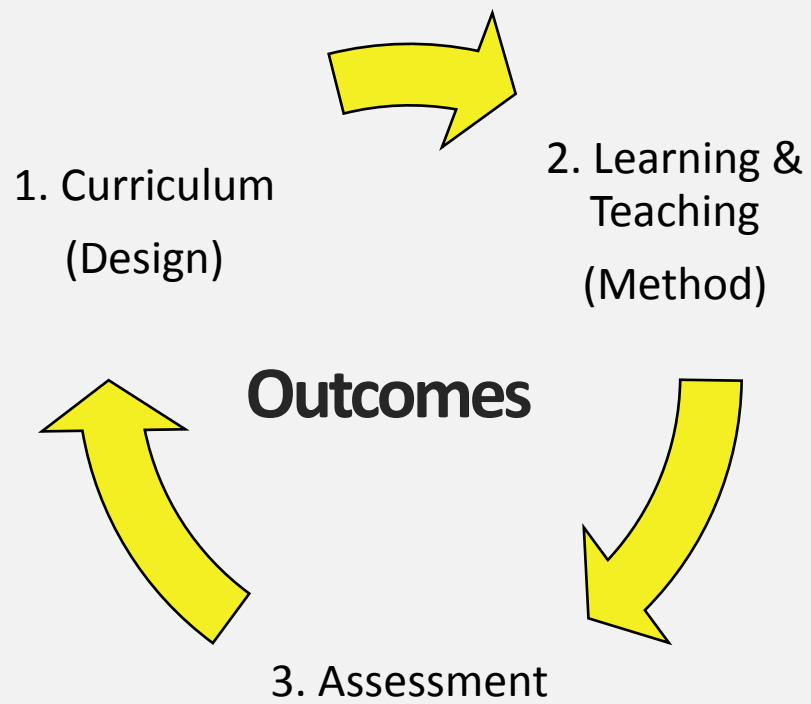 1. Curriculum
(Design)
2. Learning &
Teaching
(Method)
Outcomes
3. Assessment